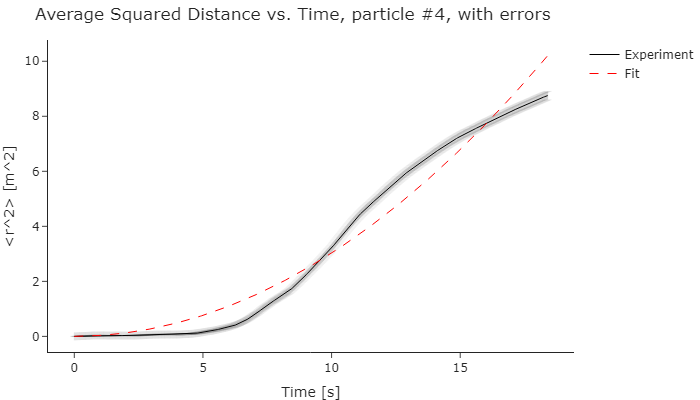 Average Squared Distance vs. Time, particle #4, with errors
Experiment
Fit
<r^2> [m^2]
10
8
6
4
2
0
0 5 10 15
Time [s]